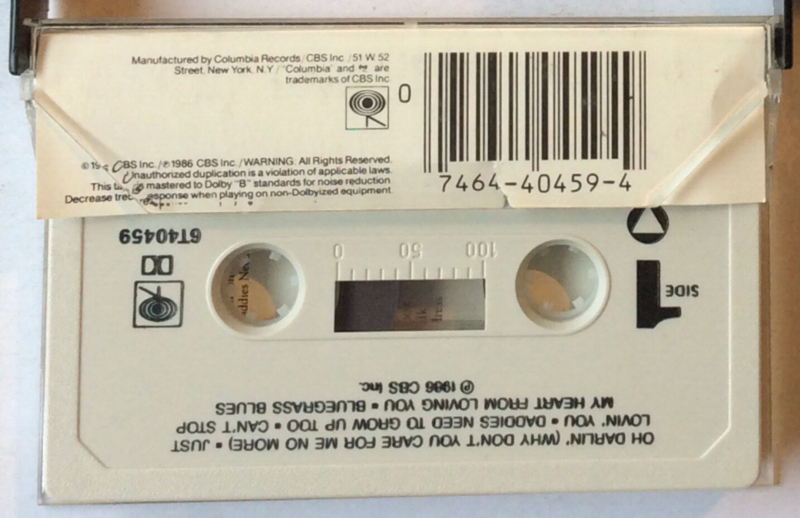 Manufactured by Columbia Records/CBS Inc./51 W. 52
Street, New York, N.Y./"Columbia" and are
trademarks of CBS Inc.
0
CBS Inc./℗ 1986 CBS Inc./WARNING: All Rights Reserved.
Unauthorized duplication is a violation of applicable laws.
This mastered to Dolby "B" standards for noise reduction.
Decrease when playing on non-Dolbyized equipment.
7464-40459-4
SIDE
1
6T40459
0 50 100
addies Ne
OH DARLIN' (WHY DON'T YOU CARE FOR ME NO MORE) • JUST
LOVIN' YOU • DADDIES NEED TO GROW UP TOO • CAN'T STOP
MY HEART FROM LOVING YOU • BLUEGRASS BLUES
℗ 1986 CBS Inc.